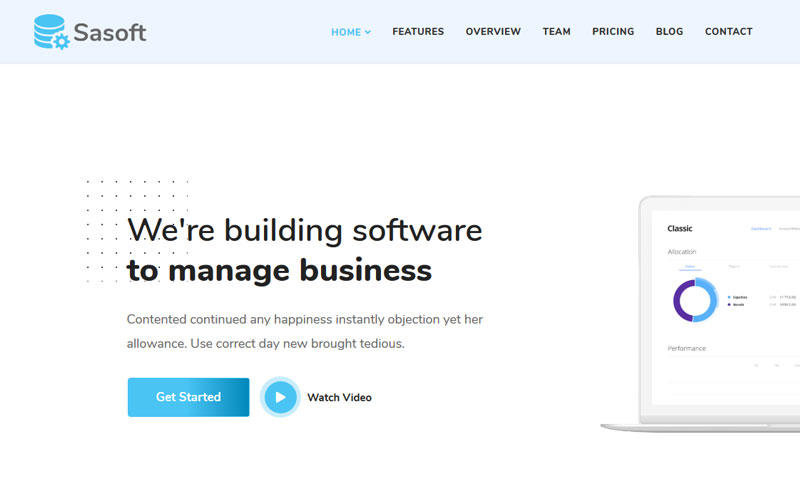 Sasoft
HOME
FEATURES
OVERVIEW
TEAM
PRICING
BLOG
CONTACT
We're building software
to manage business
Contented continued any happiness instantly objection yet her
allowance. Use correct day new brought tedious.
Get Started
Watch Video
Classic
Dashboard
Allocation
Performance